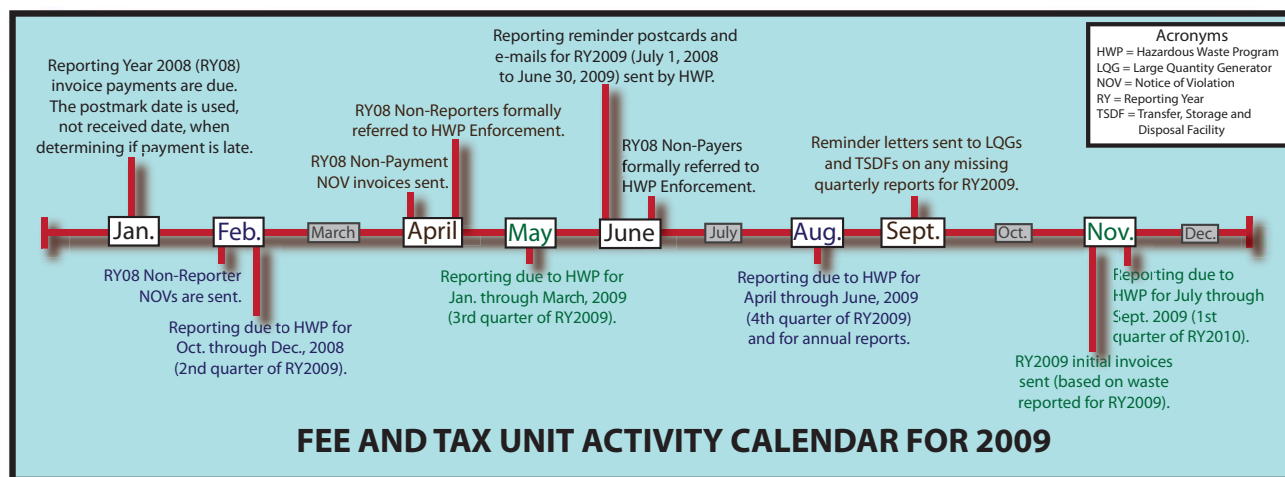 Reporting Year 2008 (RY08)
invoice payments are due.
The postmark date is used,
not received date, when
determining if payment is late.
RY08 Non-Reporters formally
referred to HWP Enforcement.
RY08 Non-Payment
NOV invoices sent.
Reporting reminder postcards and
e-mails for RY2009 (July 1, 2008
to June 30, 2009) sent by HWP.
RY08 Non-Payers
formally referred to
HWP Enforcement.
Reminder letters sent to LQGs
and TSDFs on any missing
quarterly reports for RY2009.
Acronyms
HWP = Hazardous Waste Program
LQG = Large Quantity Generator
NOV = Notice of Violation
RY = Reporting Year
TSDF = Transfer, Storage and
Disposal Facility
Jan. Feb. March April May June July Aug. Sept. Oct. Nov. Dec.
RY08 Non-Reporter
NOVs are sent.
Reporting due to HWP for
Oct. through Dec., 2008
(2nd quarter of RY2009).
Reporting due to HWP for
Jan. through March, 2009
(3rd quarter of RY2009).
Reporting due to HWP for
April through June, 2009
(4th quarter of RY2009)
and for annual reports.
Reporting due to
HWP for July through
Sept. 2009 (1st
quarter of RY2010).
RY2009 initial invoices
sent (based on waste
reported for RY2009).
FEE AND TAX UNIT ACTIVITY CALENDAR FOR 2009